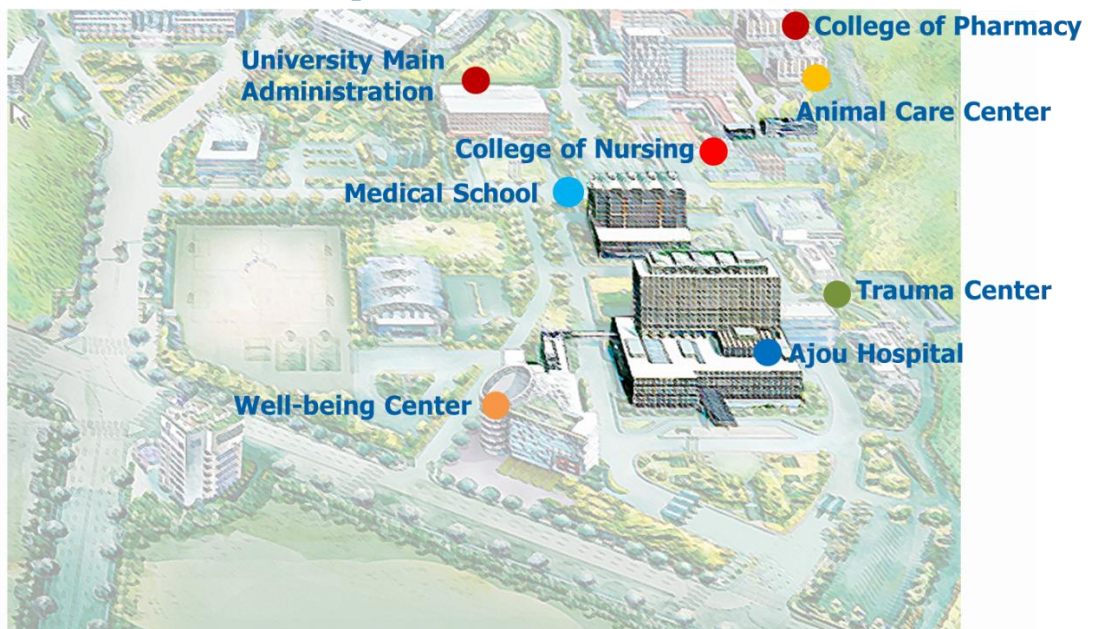 College of Pharmacy
University Main
Administration
Animal Care Center
College of Nursing
Medical School
Trauma Center
Ajou Hospital
Well-being Center